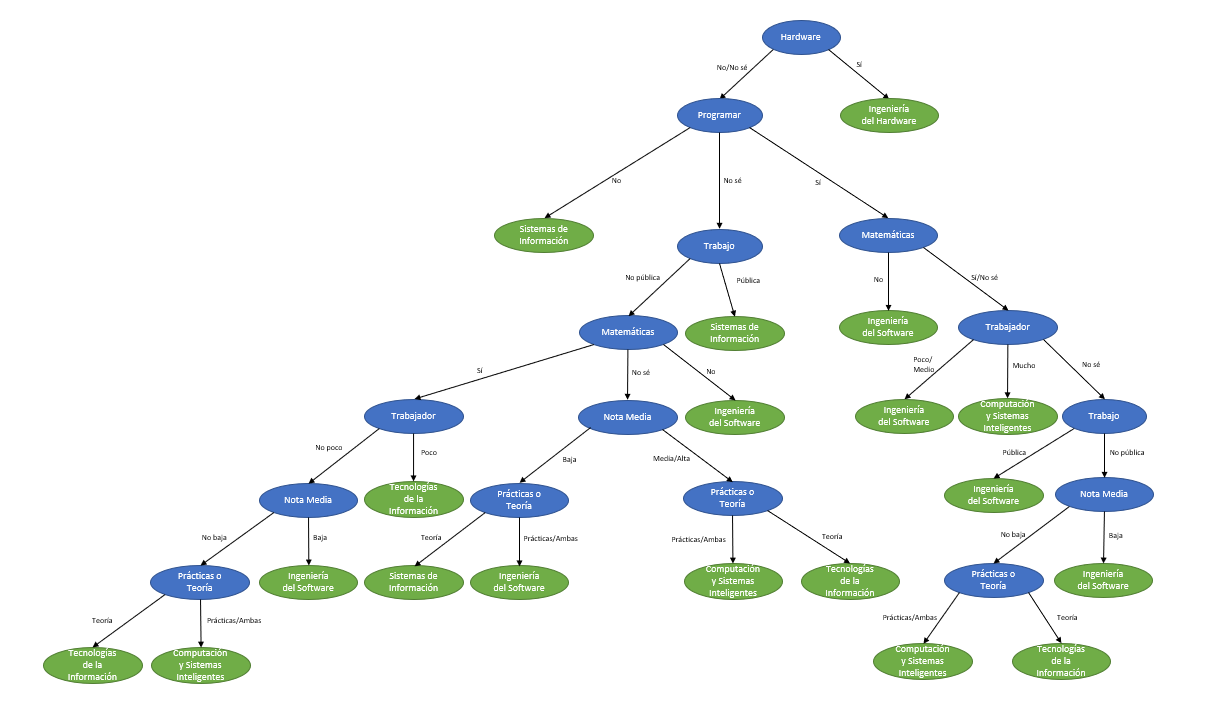 Hardware
No/No sé
Sí
Programar
Ingeniería
del Hardware
No
No sé
Sí
Sistemas de
Información
Trabajo
Matemáticas
No pública
Pública
No
Sí/No sé
Matemáticas
Sistemas de
Información
Ingeniería
del Software
Trabajador
Sí
No sé
No
Poco/
Medio
Mucho
No sé
Trabajador
Nota Media
Ingeniería
del Software
Ingeniería
del Software
Computación
y Sistemas
Inteligentes
Trabajo
No poco
Poco
Baja
Media/Alta
Pública
No pública
Nota Media
Tecnologías
de la
Información
Prácticas o
Teoría
Prácticas o
Teoría
Ingeniería
del Software
Nota Media
No baja
Baja
Teoría
Prácticas/Ambas
Prácticas/Ambas
Teoría
No baja
Baja
Prácticas o
Teoría
Ingeniería
del Software
Sistemas de
Información
Ingeniería
del Software
Computación
y Sistemas
Inteligentes
Tecnologías
de la
Información
Prácticas o
Teoría
Ingeniería
del Software
Teoría
Prácticas/Ambas
Prácticas/Ambas
Teoría
Tecnologías
de la
Información
Computación
y Sistemas
Inteligentes
Computación
y Sistemas
Inteligentes
Tecnologías
de la
Información